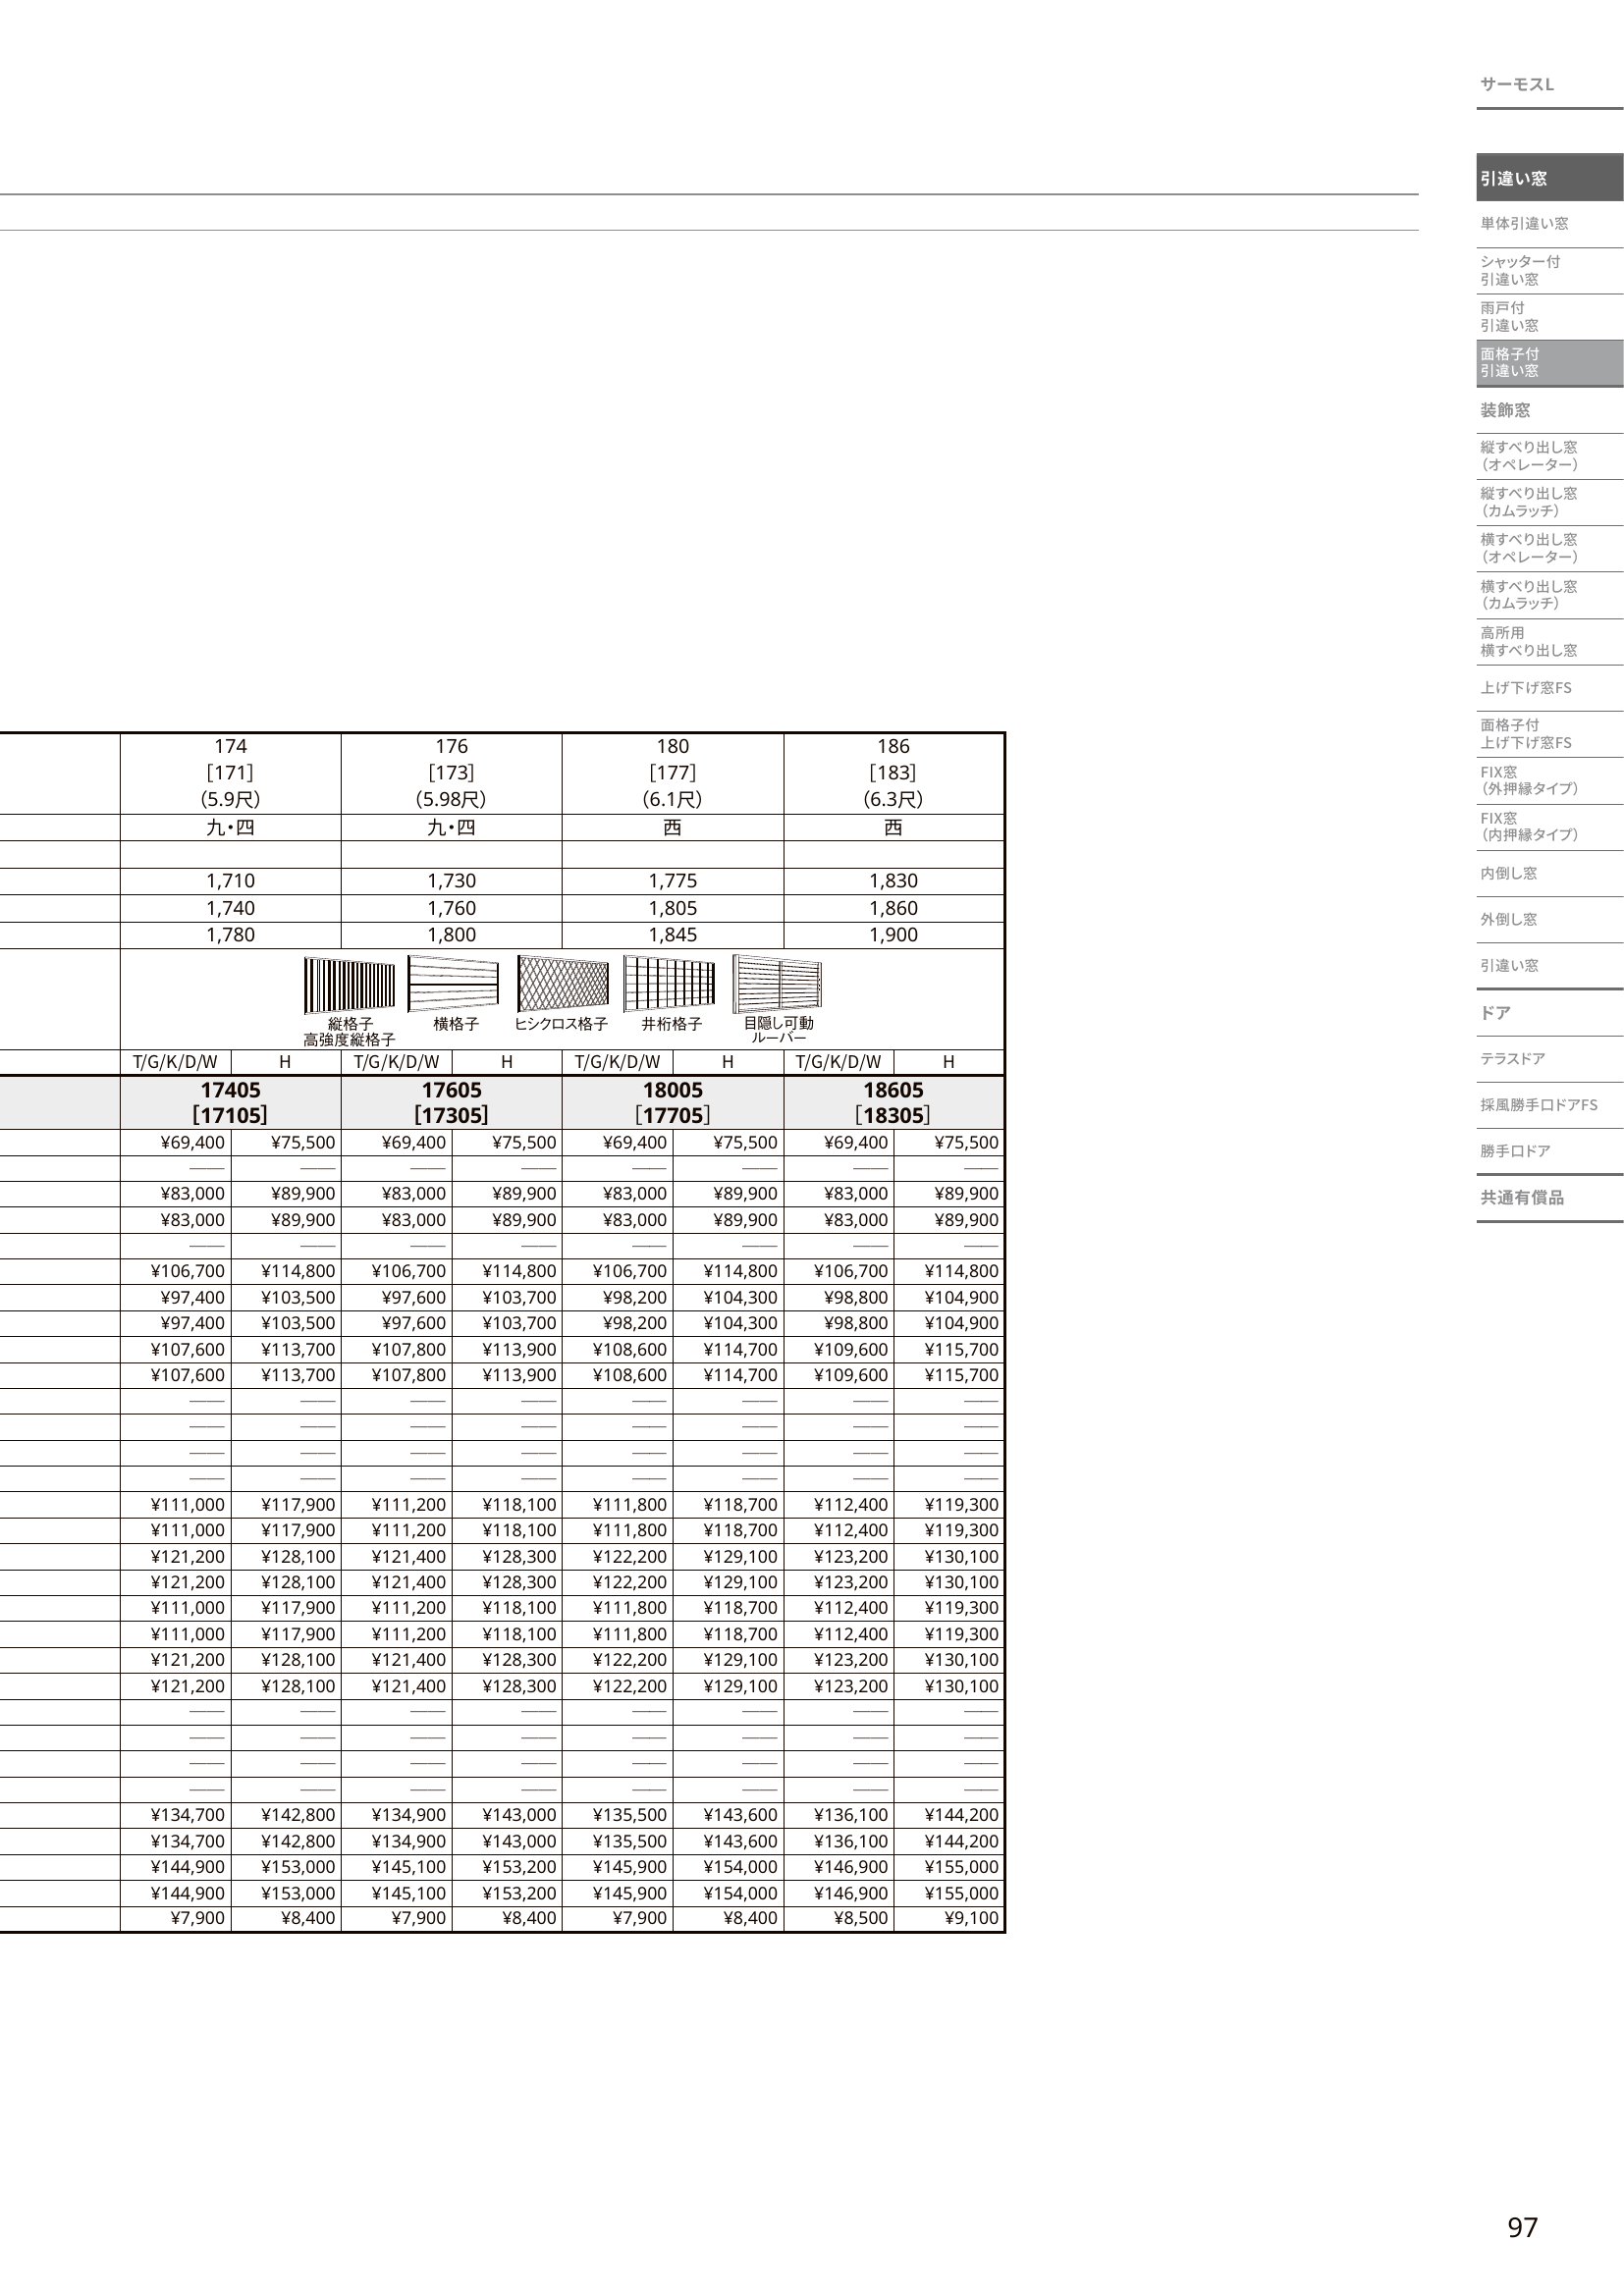 サーモスL
引違い窓
単体引違い窓
シャッター付
引違い窓
雨戸付
引違い窓
面格子付
引違い窓
装飾窓
縦すべり出し窓
（オペレーター）
縦すべり出し窓
（カムラッチ）
横すべり出し窓
（オペレーター）
横すべり出し窓
（カムラッチ）
高所用
横すべり出し窓
上げ下げ窓FS
面格子付
上げ下げ窓FS
FIX窓
（外押縁タイプ）
FIX窓
（内押縁タイプ）
内倒し窓
外倒し窓
引違い窓
ドア
テラスドア
採風勝手口ドアFS
勝手口ドア
共通有償品
174 176 180 186
［171］ ［173］ ［177］ ［183］
（5.9尺） （5.98尺） （6.1尺） （6.3尺）
九・四 九・四 西 西
1,710 1,730 1,775 1,830
1,740 1,760 1,805 1,860
1,780 1,800 1,845 1,900
縦格子 横格子 ヒシクロス格子 井桁格子 目隠し可動
高強度縦格子 ルーバー
T/G/K/D/W H T/G/K/D/W H T/G/K/D/W H T/G/K/D/W H
17405 17605 18005 18605
［17105］ ［17305］ ［17705］ ［18305］
¥69,400 ¥75,500 ¥69,400 ¥75,500 ¥69,400 ¥75,500 ¥69,400 ¥75,500
—— —— —— —— —— —— —— ——
¥83,000 ¥89,900 ¥83,000 ¥89,900 ¥83,000 ¥89,900 ¥83,000 ¥89,900
¥83,000 ¥89,900 ¥83,000 ¥89,900 ¥83,000 ¥89,900 ¥83,000 ¥89,900
—— —— —— —— —— —— —— ——
¥106,700 ¥114,800 ¥106,700 ¥114,800 ¥106,700 ¥114,800 ¥106,700 ¥114,800
¥97,400 ¥103,500 ¥97,600 ¥103,700 ¥98,200 ¥104,300 ¥98,800 ¥104,900
¥97,400 ¥103,500 ¥97,600 ¥103,700 ¥98,200 ¥104,300 ¥98,800 ¥104,900
¥107,600 ¥113,700 ¥107,800 ¥113,900 ¥108,600 ¥114,700 ¥109,600 ¥115,700
¥107,600 ¥113,700 ¥107,800 ¥113,900 ¥108,600 ¥114,700 ¥109,600 ¥115,700
—— —— —— —— —— —— —— ——
—— —— —— —— —— —— —— ——
—— —— —— —— —— —— —— ——
—— —— —— —— —— —— —— ——
¥111,000 ¥117,900 ¥111,200 ¥118,100 ¥111,800 ¥118,700 ¥112,400 ¥119,300
¥111,000 ¥117,900 ¥111,200 ¥118,100 ¥111,800 ¥118,700 ¥112,400 ¥119,300
¥121,200 ¥128,100 ¥121,400 ¥128,300 ¥122,200 ¥129,100 ¥123,200 ¥130,100
¥121,200 ¥128,100 ¥121,400 ¥128,300 ¥122,200 ¥129,100 ¥123,200 ¥130,100
¥111,000 ¥117,900 ¥111,200 ¥118,100 ¥111,800 ¥118,700 ¥112,400 ¥119,300
¥111,000 ¥117,900 ¥111,200 ¥118,100 ¥111,800 ¥118,700 ¥112,400 ¥119,300
¥121,200 ¥128,100 ¥121,400 ¥128,300 ¥122,200 ¥129,100 ¥123,200 ¥130,100
¥121,200 ¥128,100 ¥121,400 ¥128,300 ¥122,200 ¥129,100 ¥123,200 ¥130,100
—— —— —— —— —— —— —— ——
—— —— —— —— —— —— —— ——
—— —— —— —— —— —— —— ——
—— —— —— —— —— —— —— ——
¥134,700 ¥142,800 ¥134,900 ¥143,000 ¥135,500 ¥143,600 ¥136,100 ¥144,200
¥134,700 ¥142,800 ¥134,900 ¥143,000 ¥135,500 ¥143,600 ¥136,100 ¥144,200
¥144,900 ¥153,000 ¥145,100 ¥153,200 ¥145,900 ¥154,000 ¥146,900 ¥155,000
¥144,900 ¥153,000 ¥145,100 ¥153,200 ¥145,900 ¥154,000 ¥146,900 ¥155,000
¥7,900 ¥8,400 ¥7,900 ¥8,400 ¥7,900 ¥8,400 ¥8,500 ¥9,100
97